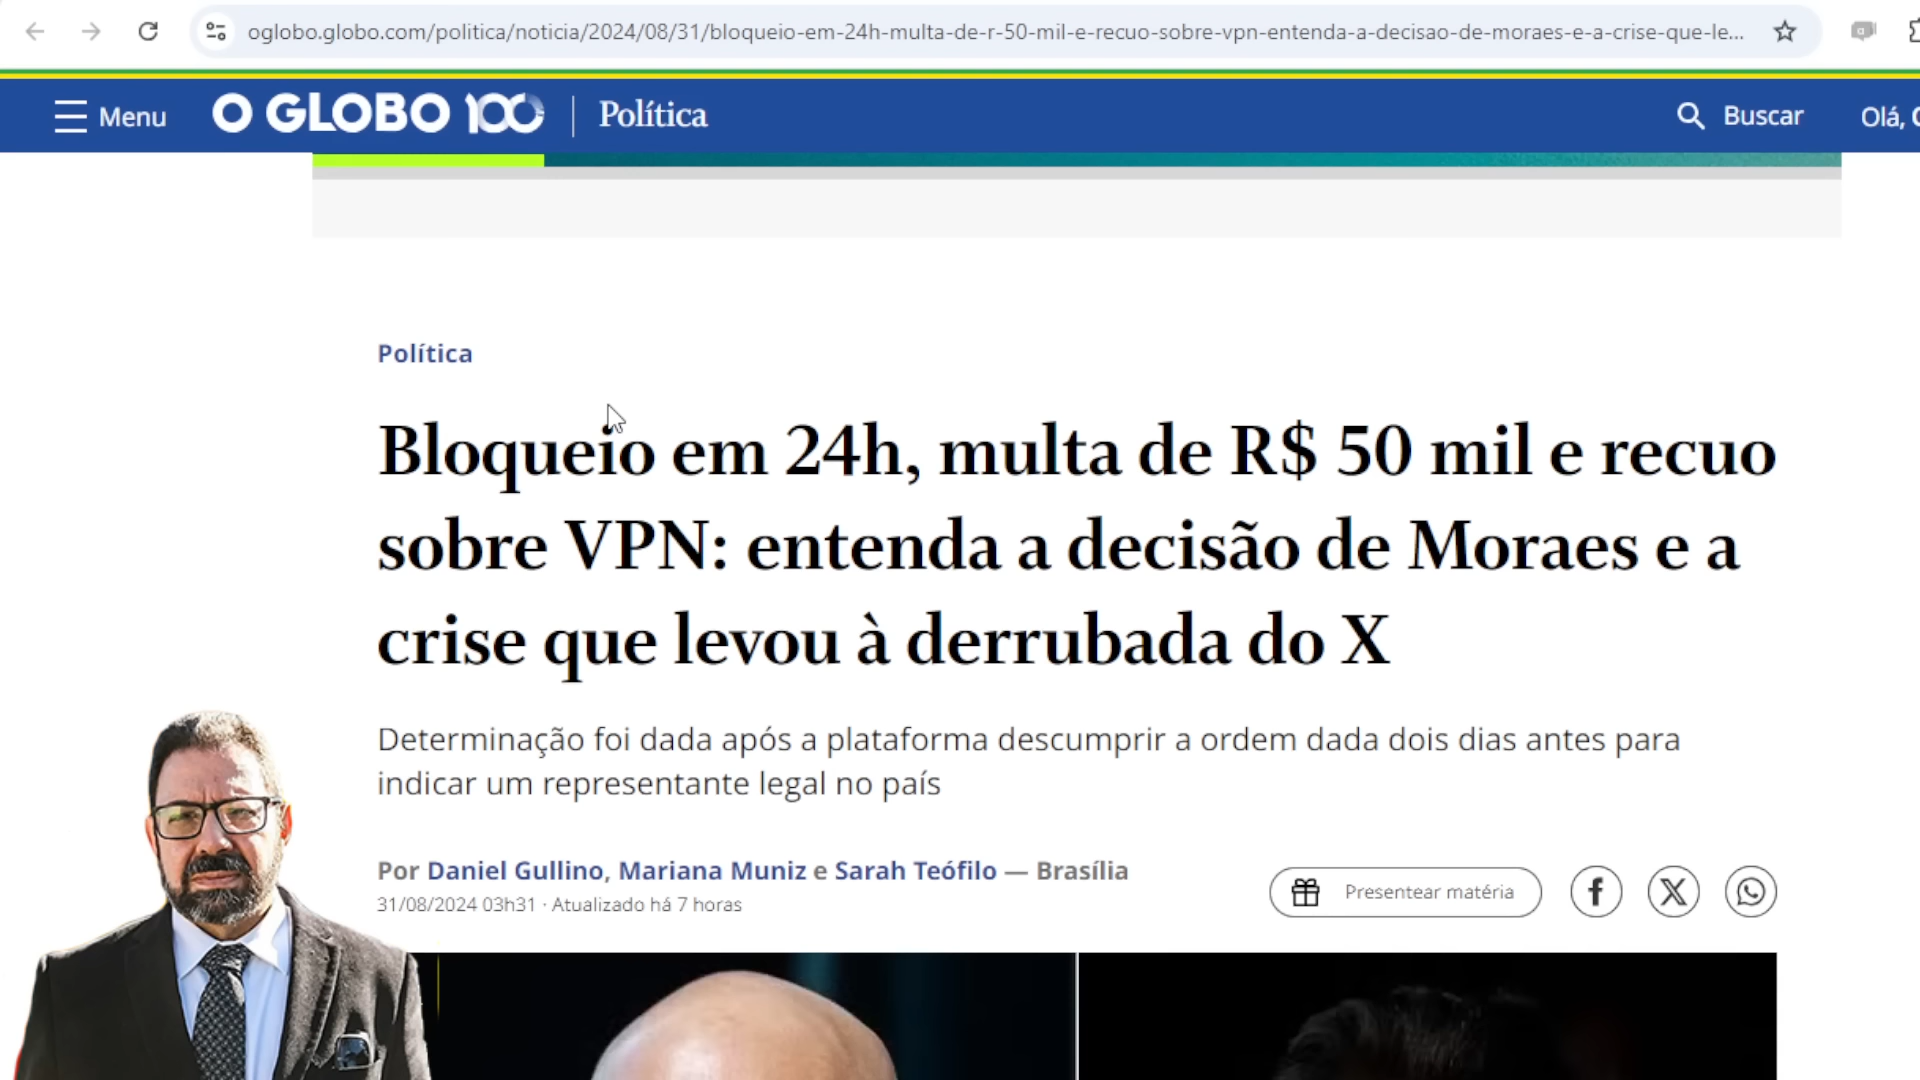 oglobo.globo.com/politica/noticia/2024/08/31/bloqueio-em-24h-multa-de-r-50-mil-e-recuo-sobre-vpn-entenda-a-decisao-de-moraes-e-a-crise-que-le...
Menu O GLOBO 100 Política Buscar Olá,
Política
Bloqueio em 24h, multa de R$ 50 mil e recuo
sobre VPN: entenda a decisão de Moraes e a
crise que levou à derrubada do X
Determinação foi dada após a plataforma descumprir a ordem dada dois dias antes para
indicar um representante legal no país
Por Daniel Gullino, Mariana Muniz e Sarah Teófilo — Brasília
31/08/2024 03h31 · Atualizado há 7 horas
Presentear matéria